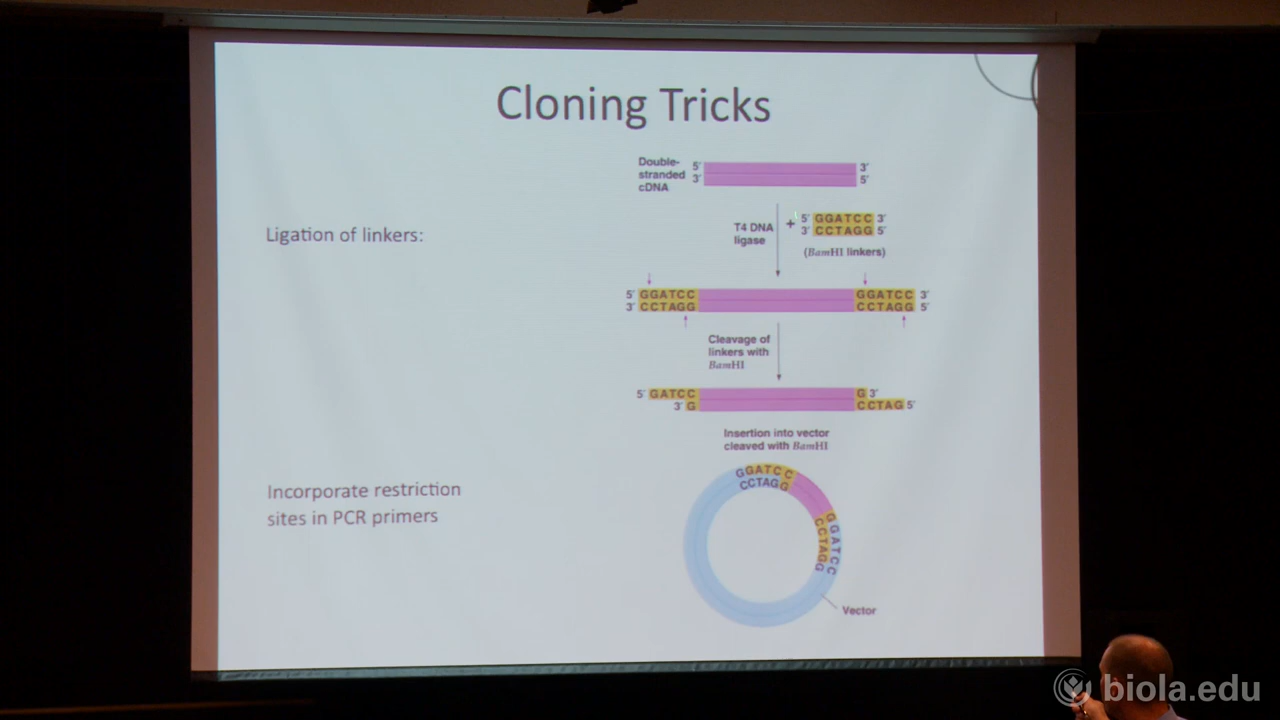 Cloning Tricks
Double-
stranded
cDNA
5′
3′
3′
5′
Ligation of linkers:
T4 DNA
ligase
+
5′ GGATCC 3′
3′ CCTAGG 5′
(BamHI linkers)
5′ GGATCC GGATCC 3′
3′ CCTAGG CCTAGG 5′
Cleavage of
linkers with
BamHI
5′ GATCC G 3′
3′ G CCTAG 5′
Insertion into vector
cleaved with BamHI
GGATCC
CCTAGG
GGATCC
CCTAGG
Incorporate restriction
sites in PCR primers
Vector
biola.edu